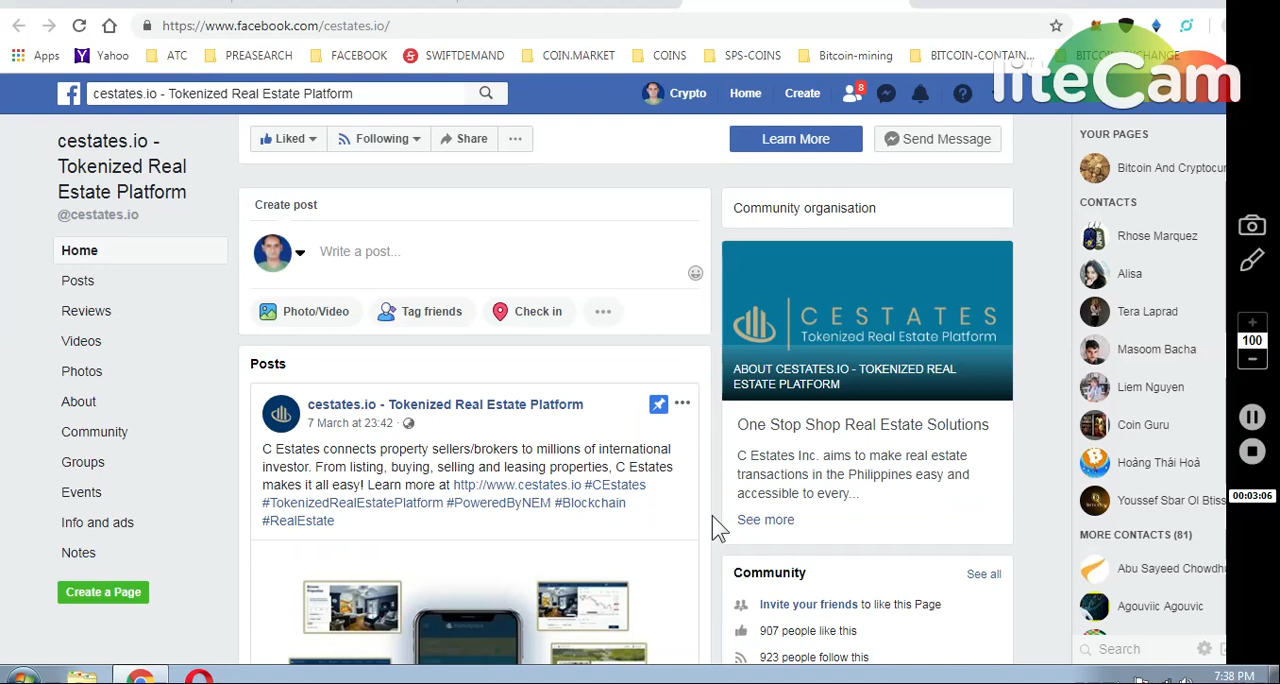 https://www.facebook.com/cestates.io/
Apps Yahoo ATC PREASEARCH FACEBOOK SWIFTDEMAND COIN.MARKET COINS SPS-COINS Bitcoin-mining BITCOIN-CONTAIN... BITCOIN-EXCHANGE
liteCam
cestates.io - Tokenized Real Estate Platform
Crypto Home Create 8
cestates.io -
Tokenized Real
Estate Platform
@cestates.io
Home
Posts
Reviews
Videos
Photos
About
Community
Groups
Events
Info and ads
Notes
Create a Page
Liked Following Share ... Learn More Send Message
Create post
Write a post...
Photo/Video Tag friends Check in
Posts
cestates.io - Tokenized Real Estate Platform
7 March at 23:42
C Estates connects property sellers/brokers to millions of international
investor. From listing, buying, selling and leasing properties, C Estates
makes it all easy! Learn more at http://www.cestates.io #CEstates
#TokenizedRealEstatePlatform #PoweredByNEM #Blockchain
#RealEstate
Community organisation
CESTATES
Tokenized Real Estate Platform
ABOUT CESTATES.IO - TOKENIZED REAL
ESTATE PLATFORM
One Stop Shop Real Estate Solutions
C Estates Inc. aims to make real estate
transactions in the Philippines easy and
accessible to every...
See more
Community See all
Invite your friends to like this Page
907 people like this
923 people follow this
YOUR PAGES
Bitcoin And Cryptocur
CONTACTS
Rhose Marquez
Alisa
Tera Laprad
Masoom Bacha
Liem Nguyen
Coin Guru
Hoàng Thái Hoà
Youssef Sbar Ol Btiss
MORE CONTACTS (81)
Abu Sayeed Chowdhu
Agouviic Agouvic
Search
100
00:03:06
7:38 PM